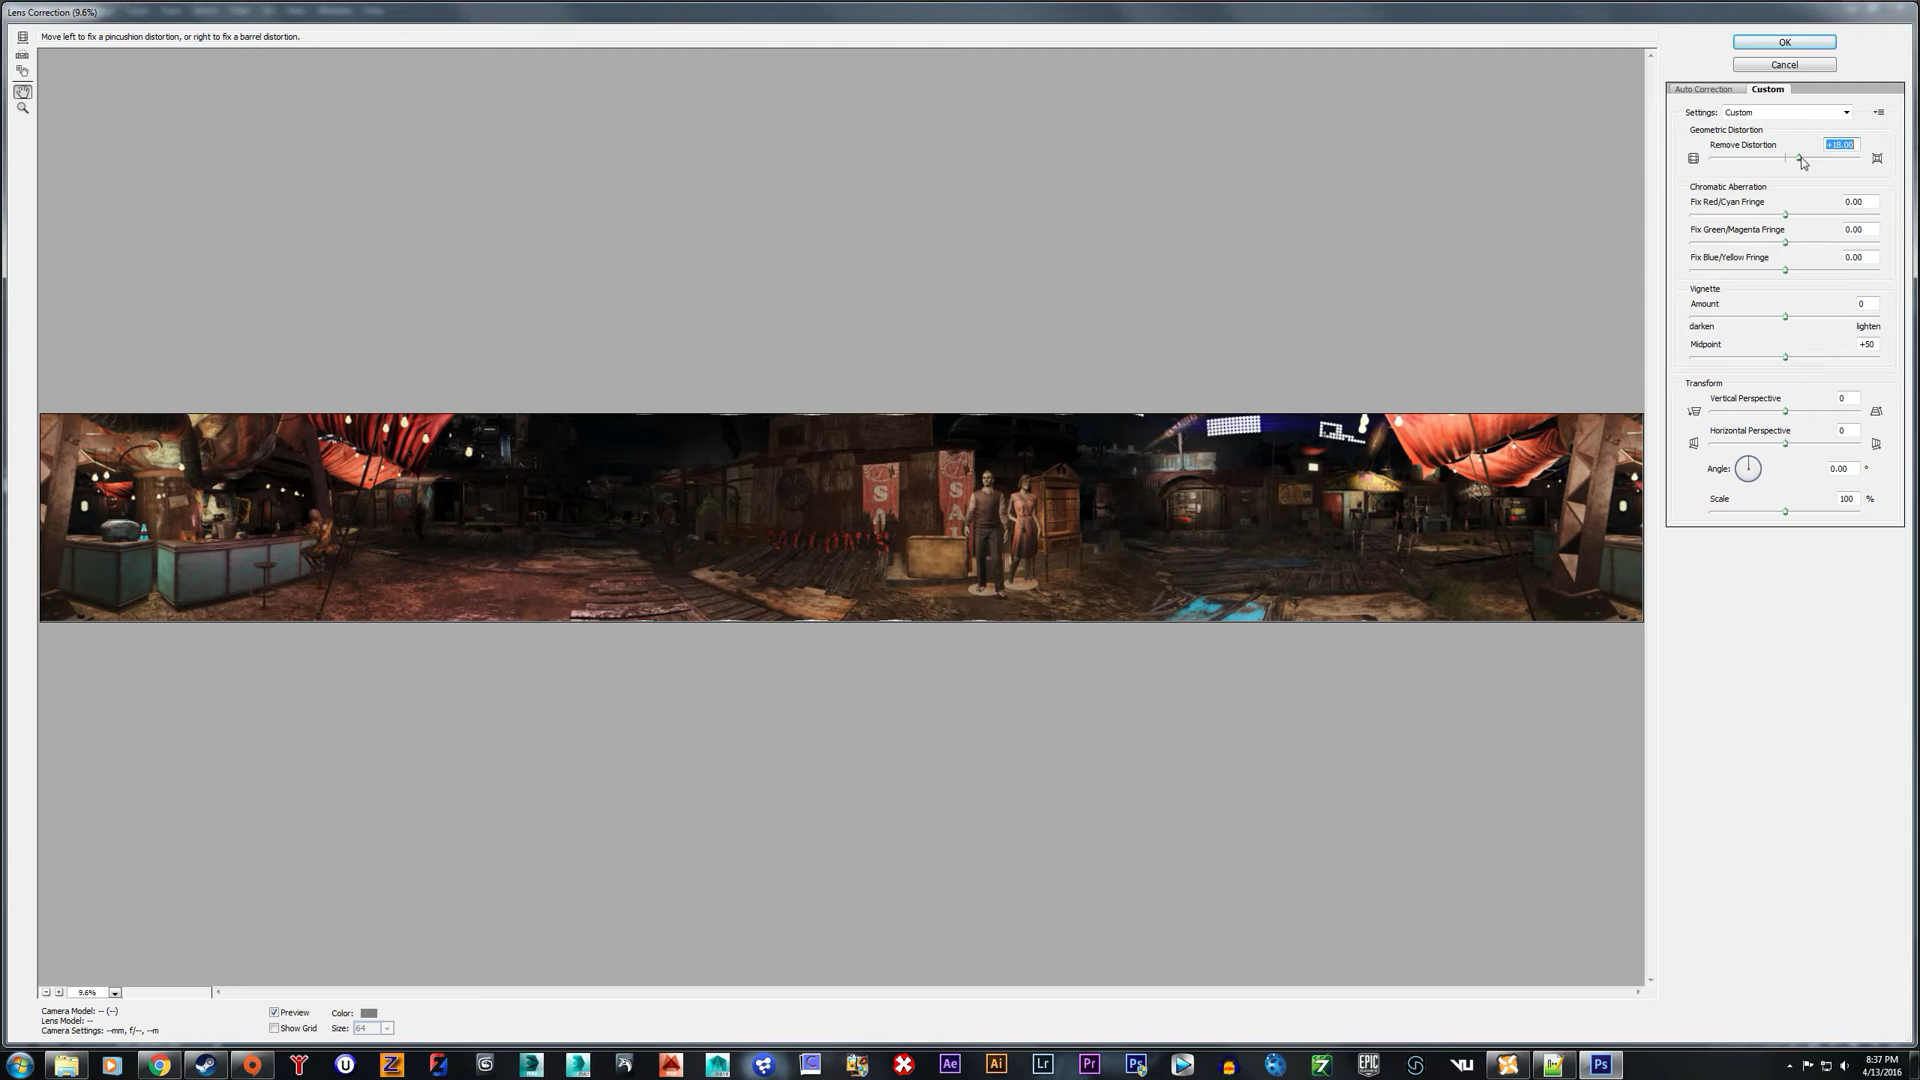 Lens Correction (9.6%)
Move left to fix a pincushion distortion, or right to fix a barrel distortion.
OK
Cancel
Auto Correction Custom
Settings: Custom
Geometric Distortion
Remove Distortion +18.00
Chromatic Aberration
Fix Red/Cyan Fringe 0.00
Fix Green/Magenta Fringe 0.00
Fix Blue/Yellow Fringe 0.00
Vignette
Amount 0
darken lighten
Midpoint +50
Transform
Vertical Perspective 0
Horizontal Perspective 0
Angle: 0.00 °
Scale 100 %
SA
SAL
FALLON'S
9.6%
Camera Model: -- (--)
Lens Model: --
Camera Settings: --mm, f/--, --m
Preview Color:
Show Grid Size: 64
Ae Ai Lr Pr Ps
EPIC
VU
Ps
8:37 PM
4/13/2016